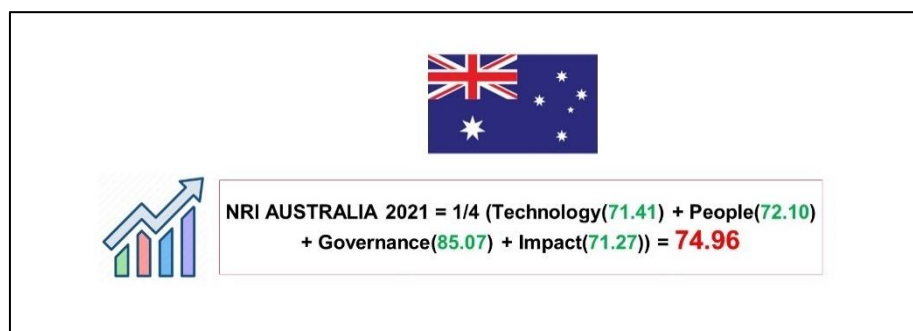 NRI AUSTRALIA 2021 = 1/4 (Technology(71.41) + People(72.10)
+ Governance(85.07) + Impact(71.27)) = 74.96